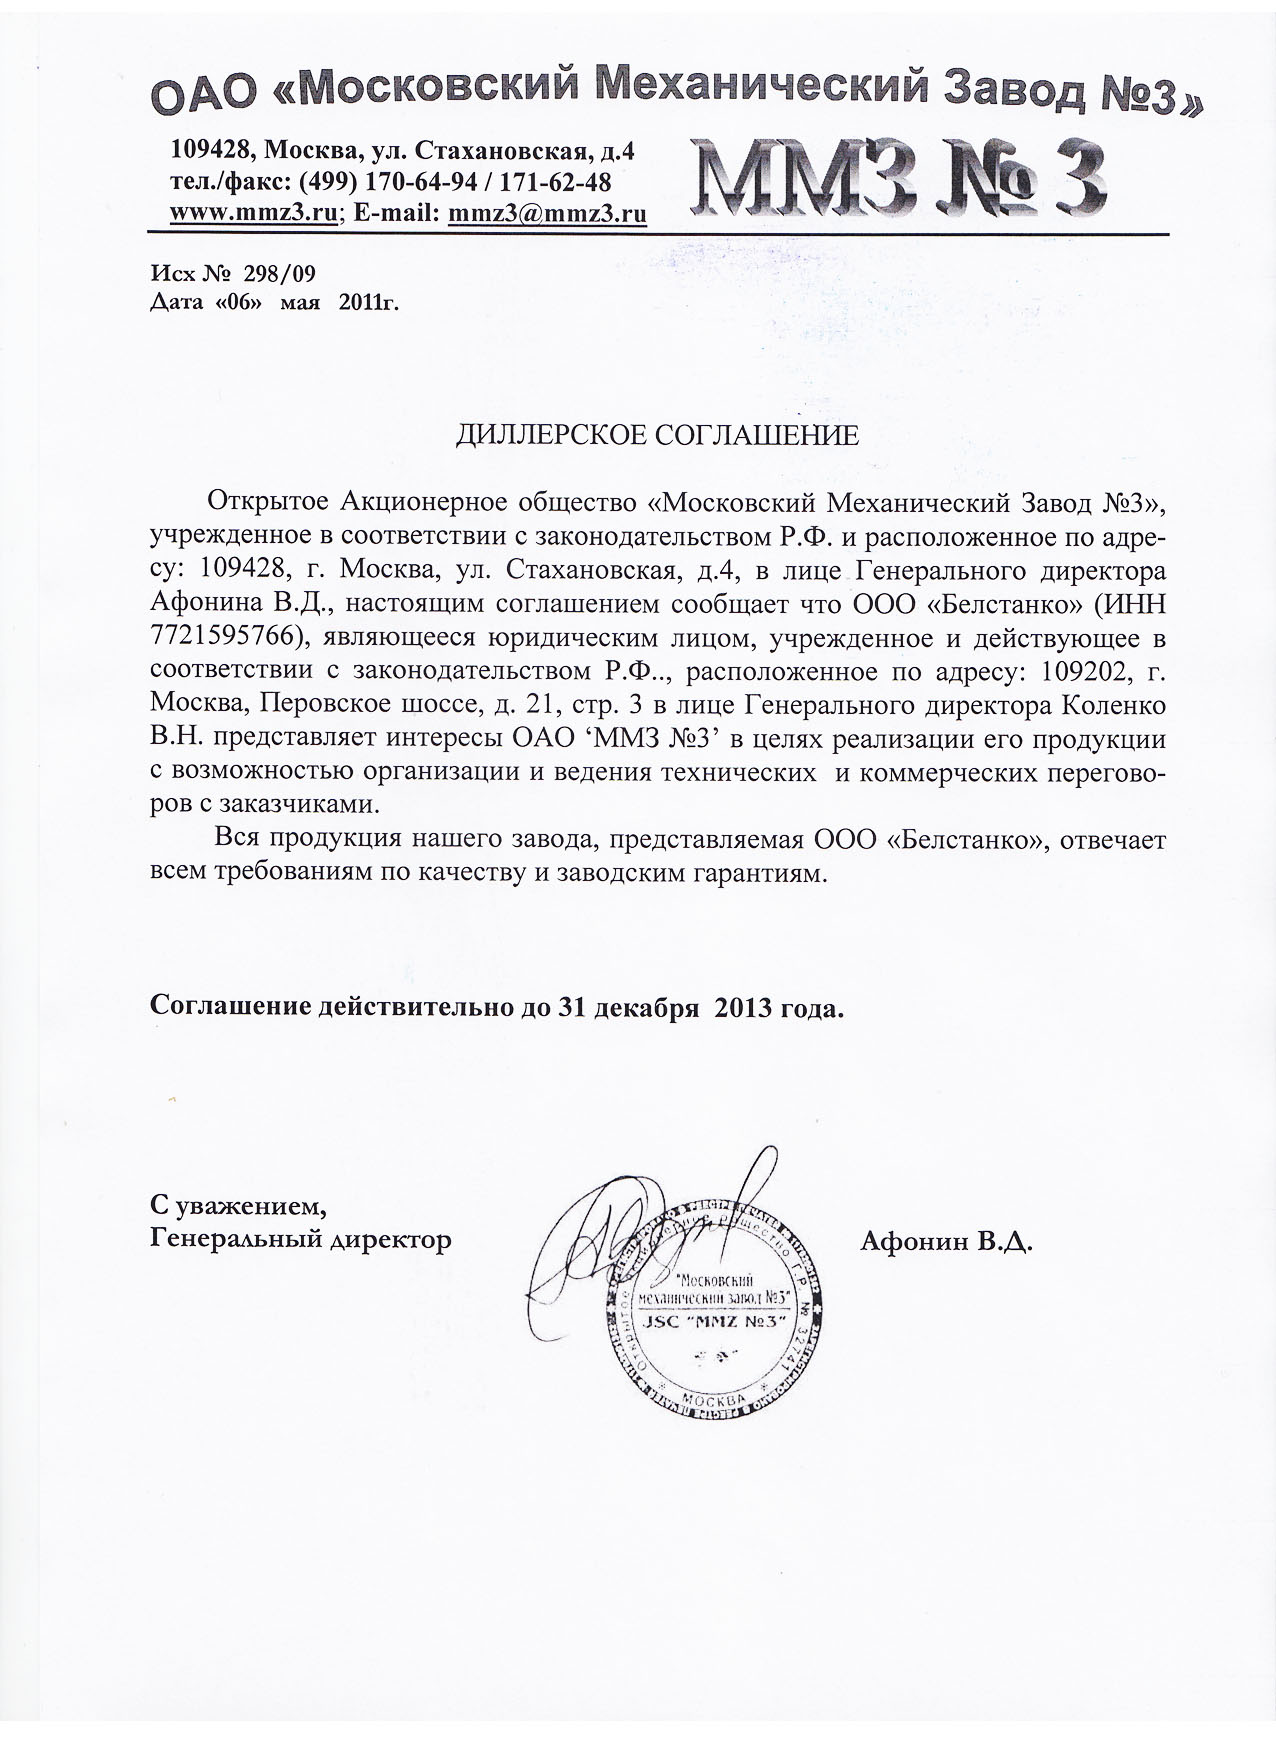 ОАО «Московский Механический Завод №3»
109428, Москва, ул. Стахановская, д.4
тел./факс: (499) 170-64-94 / 171-62-48
www.mmz3.ru; E-mail: mmz3@mmz3.ru
ММЗ № 3
Исх № 298/09
Дата «06» мая 2011г.
ДИЛЛЕРСКОЕ СОГЛАШЕНИЕ
Открытое Акционерное общество «Московский Механический Завод №3»,
учрежденное в соответствии с законодательством Р.Ф. и расположенное по адре-
су: 109428, г. Москва, ул. Стахановская, д.4, в лице Генерального директора
Афонина В.Д., настоящим соглашением сообщает что ООО «Белстанко» (ИНН
7721595766), являющееся юридическим лицом, учрежденное и действующее в
соответствии с законодательством Р.Ф.., расположенное по адресу: 109202, г.
Москва, Перовское шоссе, д. 21, стр. 3 в лице Генерального директора Коленко
В.Н. представляет интересы ОАО ‘ММЗ №3’ в целях реализации его продукции
с возможностью организации и ведения технических и коммерческих перегово-
ров с заказчиками.
Вся продукция нашего завода, представляемая ООО «Белстанко», отвечает
всем требованиям по качеству и заводским гарантиям.
Соглашение действительно до 31 декабря 2013 года.
С уважением,
Генеральный директор
Афонин В.Д.
Открытое акционерное общество Г.Р. № 32741
"Московский
механический завод №3"
JSC "MMZ №3"
* МОСКВА *